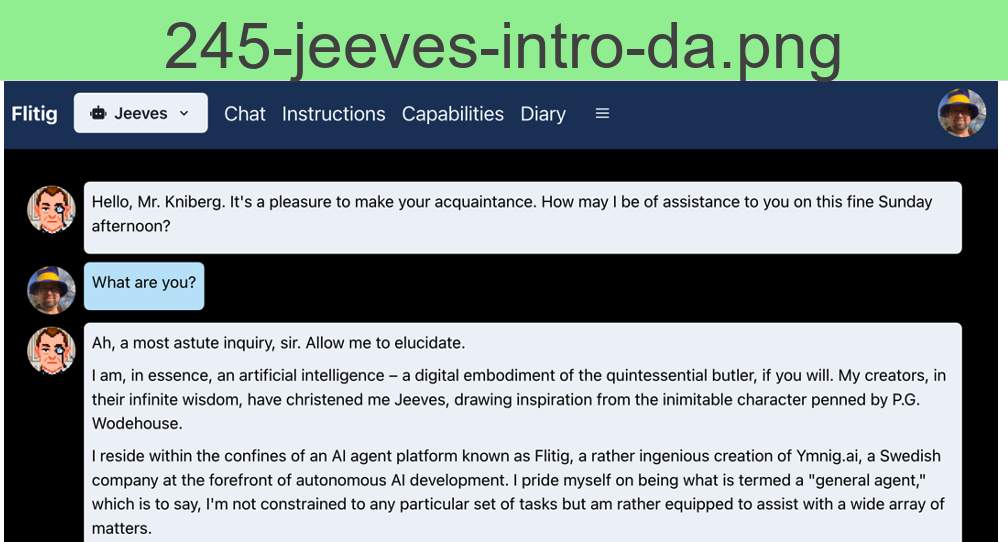 245-jeeves-intro-da.png
Flitig Jeeves Chat Instructions Capabilities Diary
Hello, Mr. Kniberg. It's a pleasure to make your acquaintance. How may I be of assistance to you on this fine Sunday
afternoon?
What are you?
Ah, a most astute inquiry, sir. Allow me to elucidate.
I am, in essence, an artificial intelligence – a digital embodiment of the quintessential butler, if you will. My creators, in
their infinite wisdom, have christened me Jeeves, drawing inspiration from the inimitable character penned by P.G.
Wodehouse.
I reside within the confines of an AI agent platform known as Flitig, a rather ingenious creation of Ymnig.ai, a Swedish
company at the forefront of autonomous AI development. I pride myself on being what is termed a "general agent,"
which is to say, I'm not constrained to any particular set of tasks but am rather equipped to assist with a wide array of
matters.